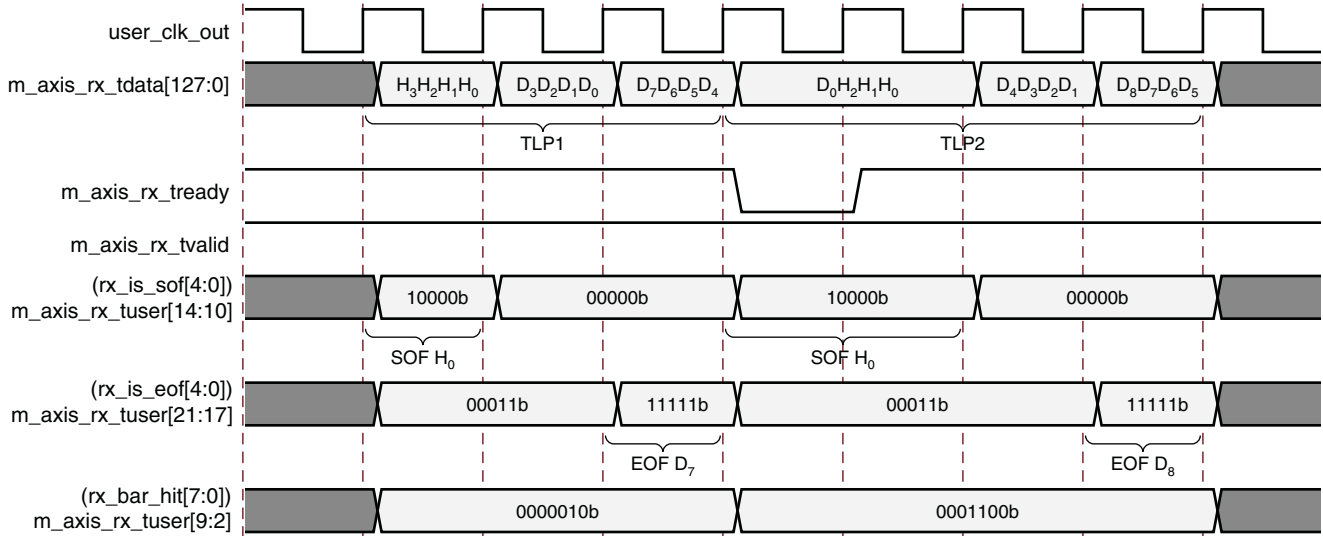 user_clk_out
m_axis_rx_tdata[127:0]
H₃H₂H₁H₀ D₃D₂D₁D₀ D₇D₆D₅D₄ D₀H₂H₁H₀ D₄D₃D₂D₁ D₈D₇D₆D₅
TLP1 TLP2
m_axis_rx_tready
m_axis_rx_tvalid
(rx_is_sof[4:0])
m_axis_rx_tuser[14:10]
10000b 00000b 10000b 00000b
SOF H₀ SOF H₀
(rx_is_eof[4:0])
m_axis_rx_tuser[21:17]
00011b 11111b 00011b 11111b
EOF D₇ EOF D₈
(rx_bar_hit[7:0])
m_axis_rx_tuser[9:2]
0000010b 0001100b